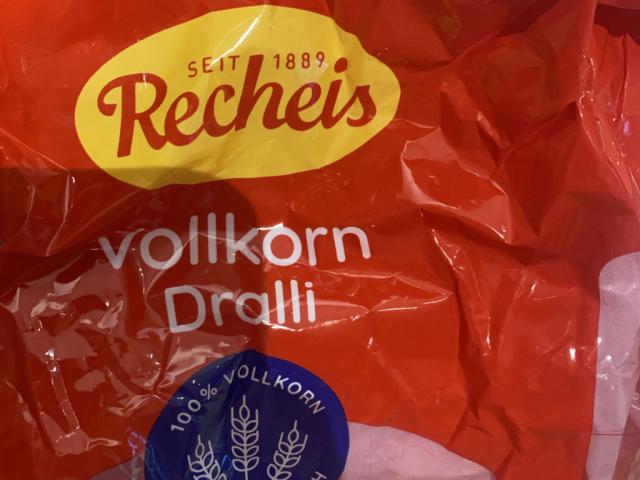 SEIT 1889
Recheis
vollkorn
Dralli
100% VOLLKORN